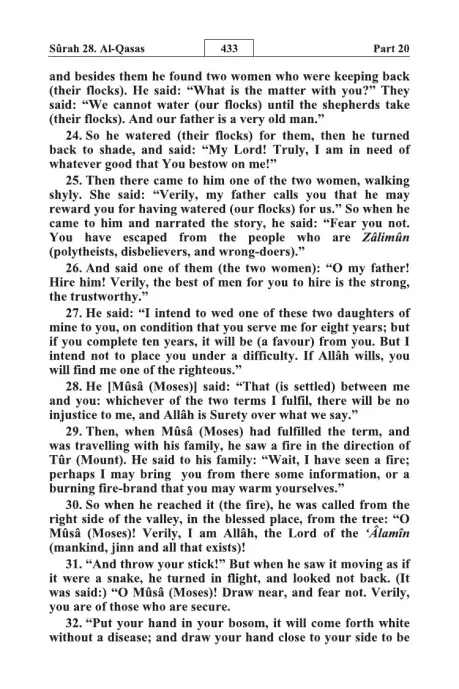 Sûrah 28. Al-Qasas 433 Part 20
and besides them he found two women who were keeping back
(their flocks). He said: “What is the matter with you?” They
said: “We cannot water (our flocks) until the shepherds take
(their flocks). And our father is a very old man.”
24. So he watered (their flocks) for them, then he turned
back to shade, and said: “My Lord! Truly, I am in need of
whatever good that You bestow on me!”
25. Then there came to him one of the two women, walking
shyly. She said: “Verily, my father calls you that he may
reward you for having watered (our flocks) for us.” So when he
came to him and narrated the story, he said: “Fear you not.
You have escaped from the people who are Zâlimûn
(polytheists, disbelievers, and wrong-doers).”
26. And said one of them (the two women): “O my father!
Hire him! Verily, the best of men for you to hire is the strong,
the trustworthy.”
27. He said: “I intend to wed one of these two daughters of
mine to you, on condition that you serve me for eight years; but
if you complete ten years, it will be (a favour) from you. But I
intend not to place you under a difficulty. If Allâh wills, you
will find me one of the righteous.”
28. He [Mûsâ (Moses)] said: “That (is settled) between me
and you: whichever of the two terms I fulfil, there will be no
injustice to me, and Allâh is Surety over what we say.”
29. Then, when Mûsâ (Moses) had fulfilled the term, and
was travelling with his family, he saw a fire in the direction of
Tûr (Mount). He said to his family: “Wait, I have seen a fire;
perhaps I may bring you from there some information, or a
burning fire-brand that you may warm yourselves.”
30. So when he reached it (the fire), he was called from the
right side of the valley, in the blessed place, from the tree: “O
Mûsâ (Moses)! Verily, I am Allâh, the Lord of the ‘Âlamîn
(mankind, jinn and all that exists)!
31. “And throw your stick!” But when he saw it moving as if
it were a snake, he turned in flight, and looked not back. (It
was said:) “O Mûsâ (Moses)! Draw near, and fear not. Verily,
you are of those who are secure.
32. “Put your hand in your bosom, it will come forth white
without a disease; and draw your hand close to your side to be